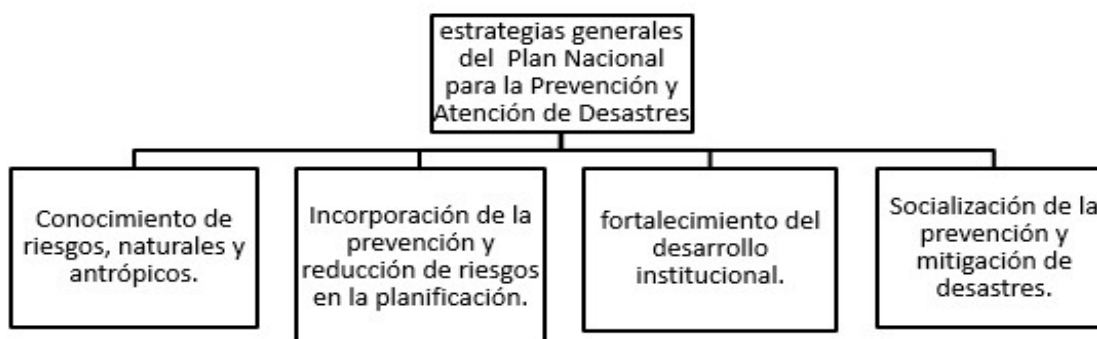 estrategias generales
del Plan Nacional
para la Prevención y
Atención de Desastres
Conocimiento de
riesgos, naturales y
antrópicos.
Incorporación de la
prevención y
reducción de riesgos
en la planificación.
fortalecimiento del
desarrollo
institucional.
Socialización de la
prevención y
mitigación de
desastres.